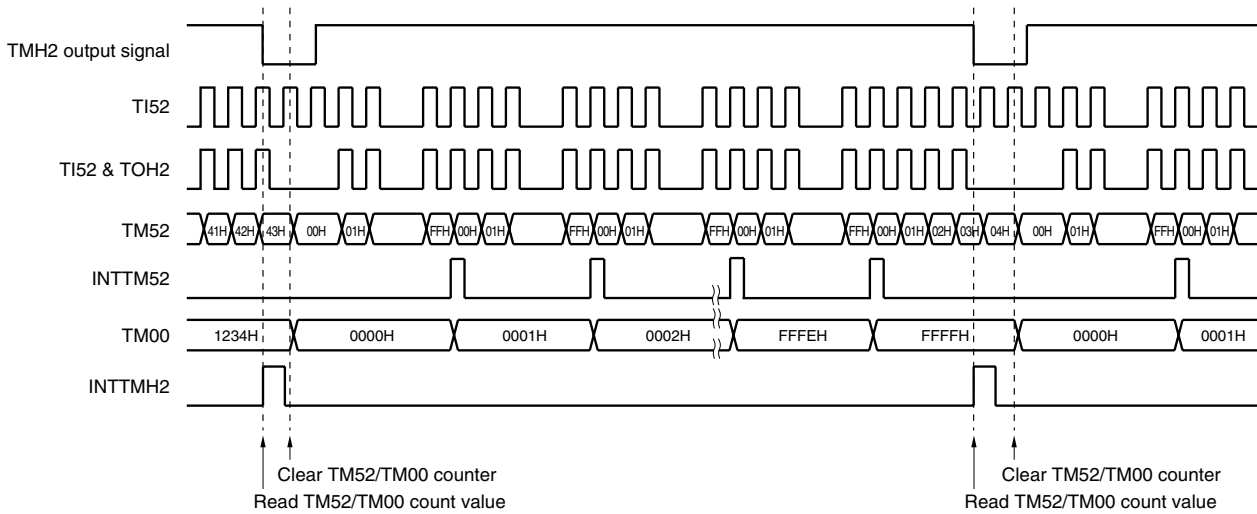 TMH2 output signal
TI52
TI52 & TOH2
TM52 41H 42H 43H 00H 01H FFH 00H 01H FFH 00H 01H FFH 00H 01H FFH 00H 01H 02H 03H 04H 00H 01H FFH 00H 01H
INTTM52
TM00 1234H 0000H 0001H 0002H FFFEH FFFFH 0000H 0001H
INTTMH2
Clear TM52/TM00 counter Clear TM52/TM00 counter
Read TM52/TM00 count value Read TM52/TM00 count value